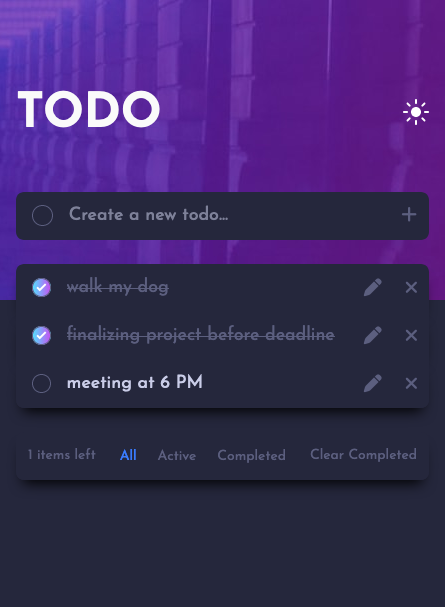 TODO
Create a new todo...
walk my dog
finalizing project before deadline
meeting at 6 PM
1 items left All Active Completed Clear Completed